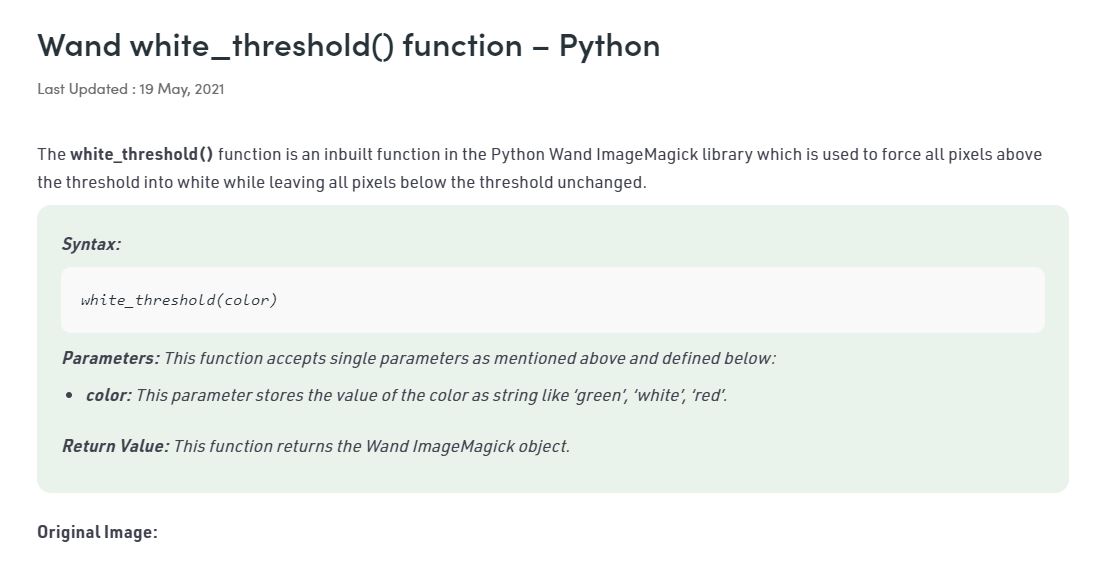 Wand white_threshold() function – Python
Last Updated : 19 May, 2021
The white_threshold() function is an inbuilt function in the Python Wand ImageMagick library which is used to force all pixels above
the threshold into white while leaving all pixels below the threshold unchanged.
Syntax:
white_threshold(color)
Parameters: This function accepts single parameters as mentioned above and defined below:
• color: This parameter stores the value of the color as string like ‘green’, ‘white’, ‘red’.
Return Value: This function returns the Wand ImageMagick object.
Original Image: